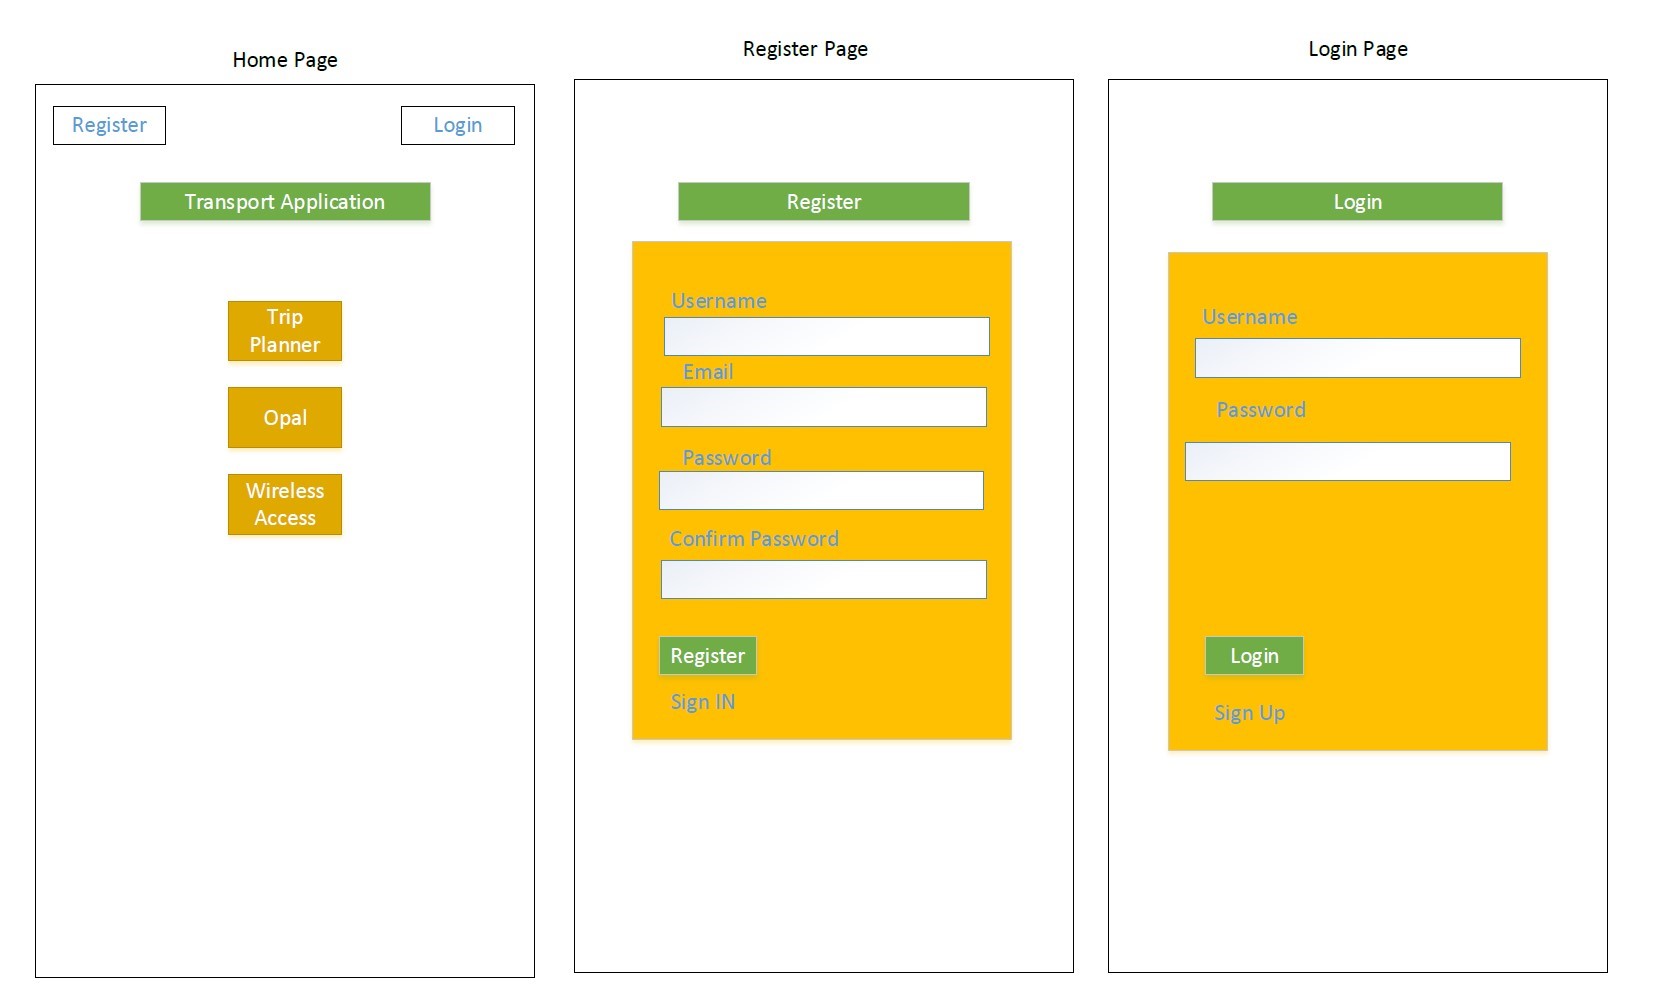 Home Page
Register
Login
Transport Application
Trip
Planner
Opal
Wireless
Access
Register Page
Register
Username
Email
Password
Confirm Password
Register
Sign IN
Login Page
Login
Username
Password
Login
Sign Up